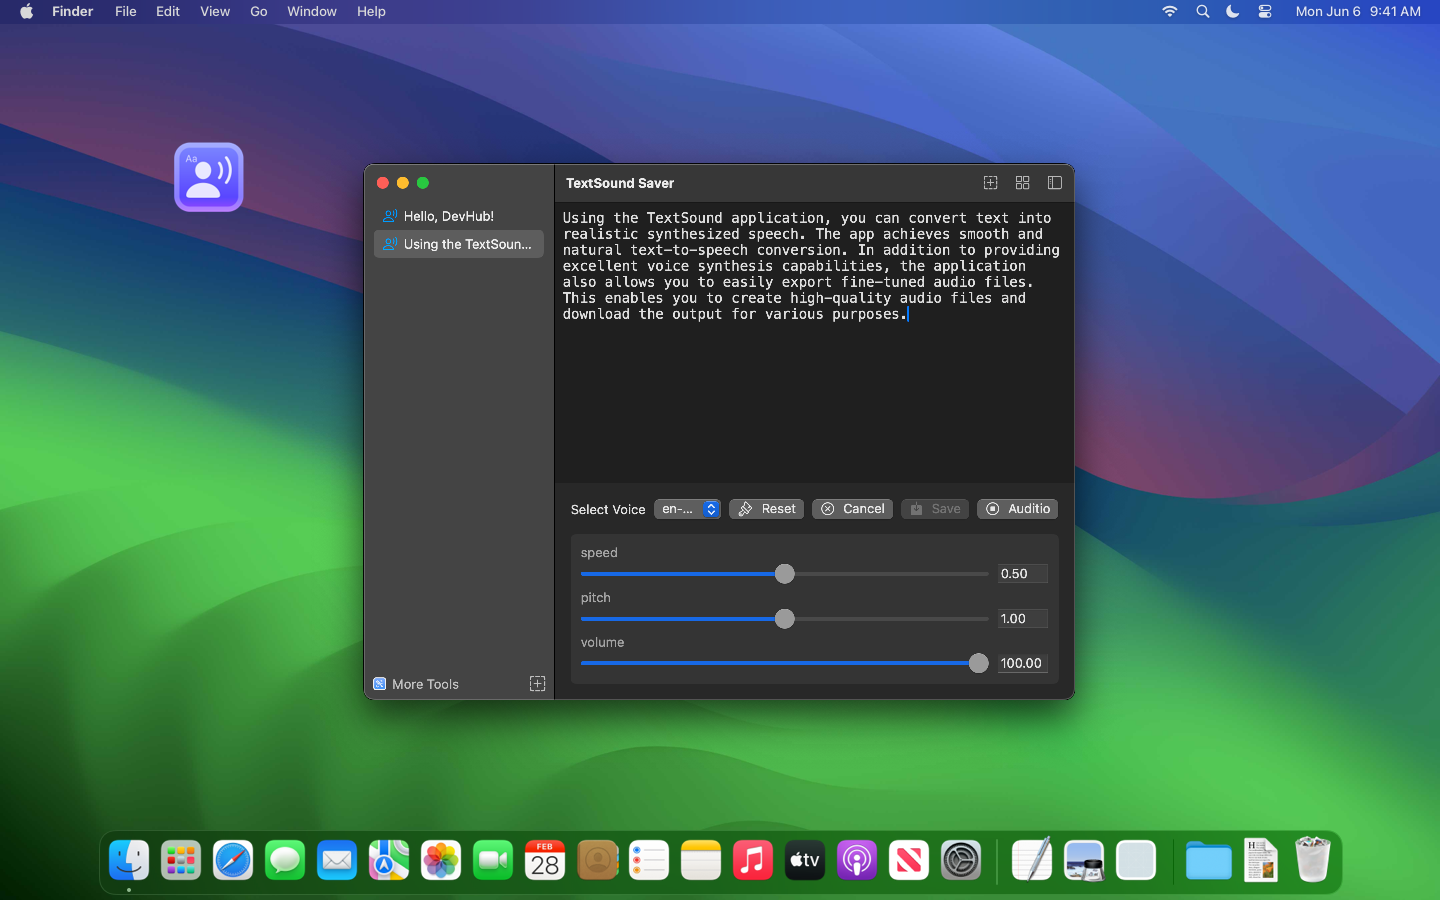 Finder File Edit View Go Window Help Mon Jun 6 9:41 AM
Aa
TextSound Saver
Hello, DevHub!
Using the TextSoun...
Using the TextSound application, you can convert text into
realistic synthesized speech. The app achieves smooth and
natural text-to-speech conversion. In addition to providing
excellent voice synthesis capabilities, the application
also allows you to easily export fine-tuned audio files.
This enables you to create high-quality audio files and
download the output for various purposes.
Select Voice en-... Reset Cancel Save Auditio
speed
0.50
pitch
1.00
volume
100.00
More Tools
FEB
28
tv